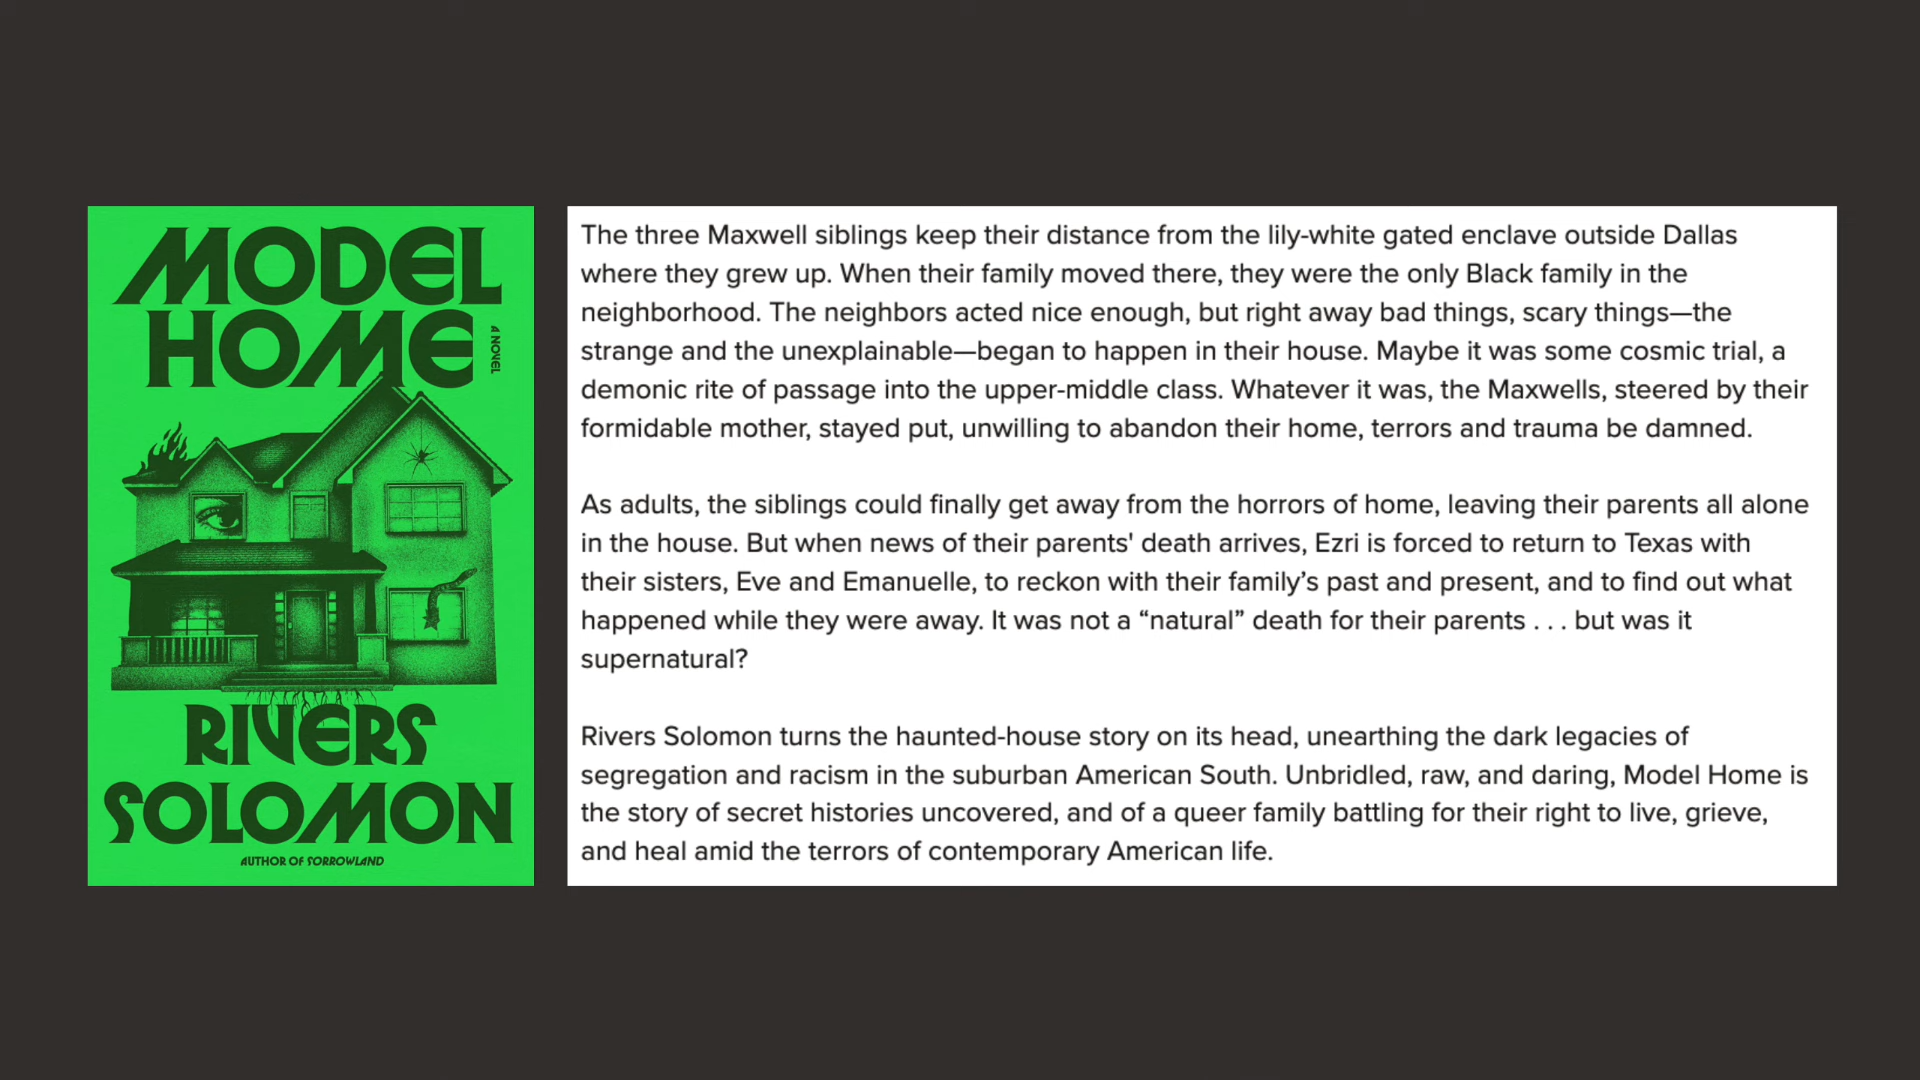 MODEL
HOME
A NOVEL
RIVERS
SOLOMON
AUTHOR OF SORROWLAND
The three Maxwell siblings keep their distance from the lily-white gated enclave outside Dallas
where they grew up. When their family moved there, they were the only Black family in the
neighborhood. The neighbors acted nice enough, but right away bad things, scary things—the
strange and the unexplainable—began to happen in their house. Maybe it was some cosmic trial, a
demonic rite of passage into the upper-middle class. Whatever it was, the Maxwells, steered by their
formidable mother, stayed put, unwilling to abandon their home, terrors and trauma be damned.
As adults, the siblings could finally get away from the horrors of home, leaving their parents all alone
in the house. But when news of their parents' death arrives, Ezri is forced to return to Texas with
their sisters, Eve and Emanuelle, to reckon with their family’s past and present, and to find out what
happened while they were away. It was not a “natural” death for their parents . . . but was it
supernatural?
Rivers Solomon turns the haunted-house story on its head, unearthing the dark legacies of
segregation and racism in the suburban American South. Unbridled, raw, and daring, Model Home is
the story of secret histories uncovered, and of a queer family battling for their right to live, grieve,
and heal amid the terrors of contemporary American life.